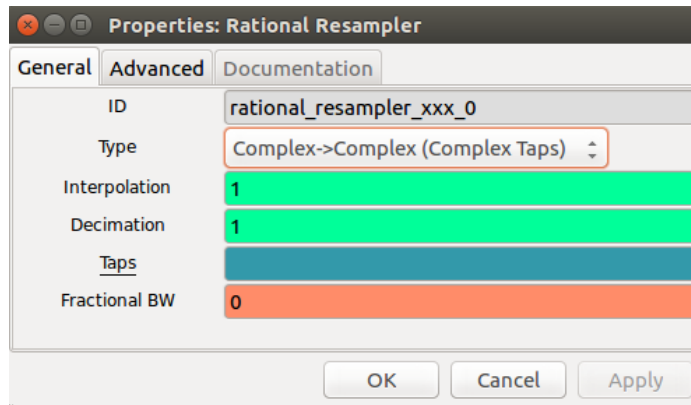 Properties: Rational Resampler
General Advanced Documentation
ID rational_resampler_xxx_0
Type Complex->Complex (Complex Taps)
Interpolation 1
Decimation 1
Taps
Fractional BW 0
OK Cancel Apply